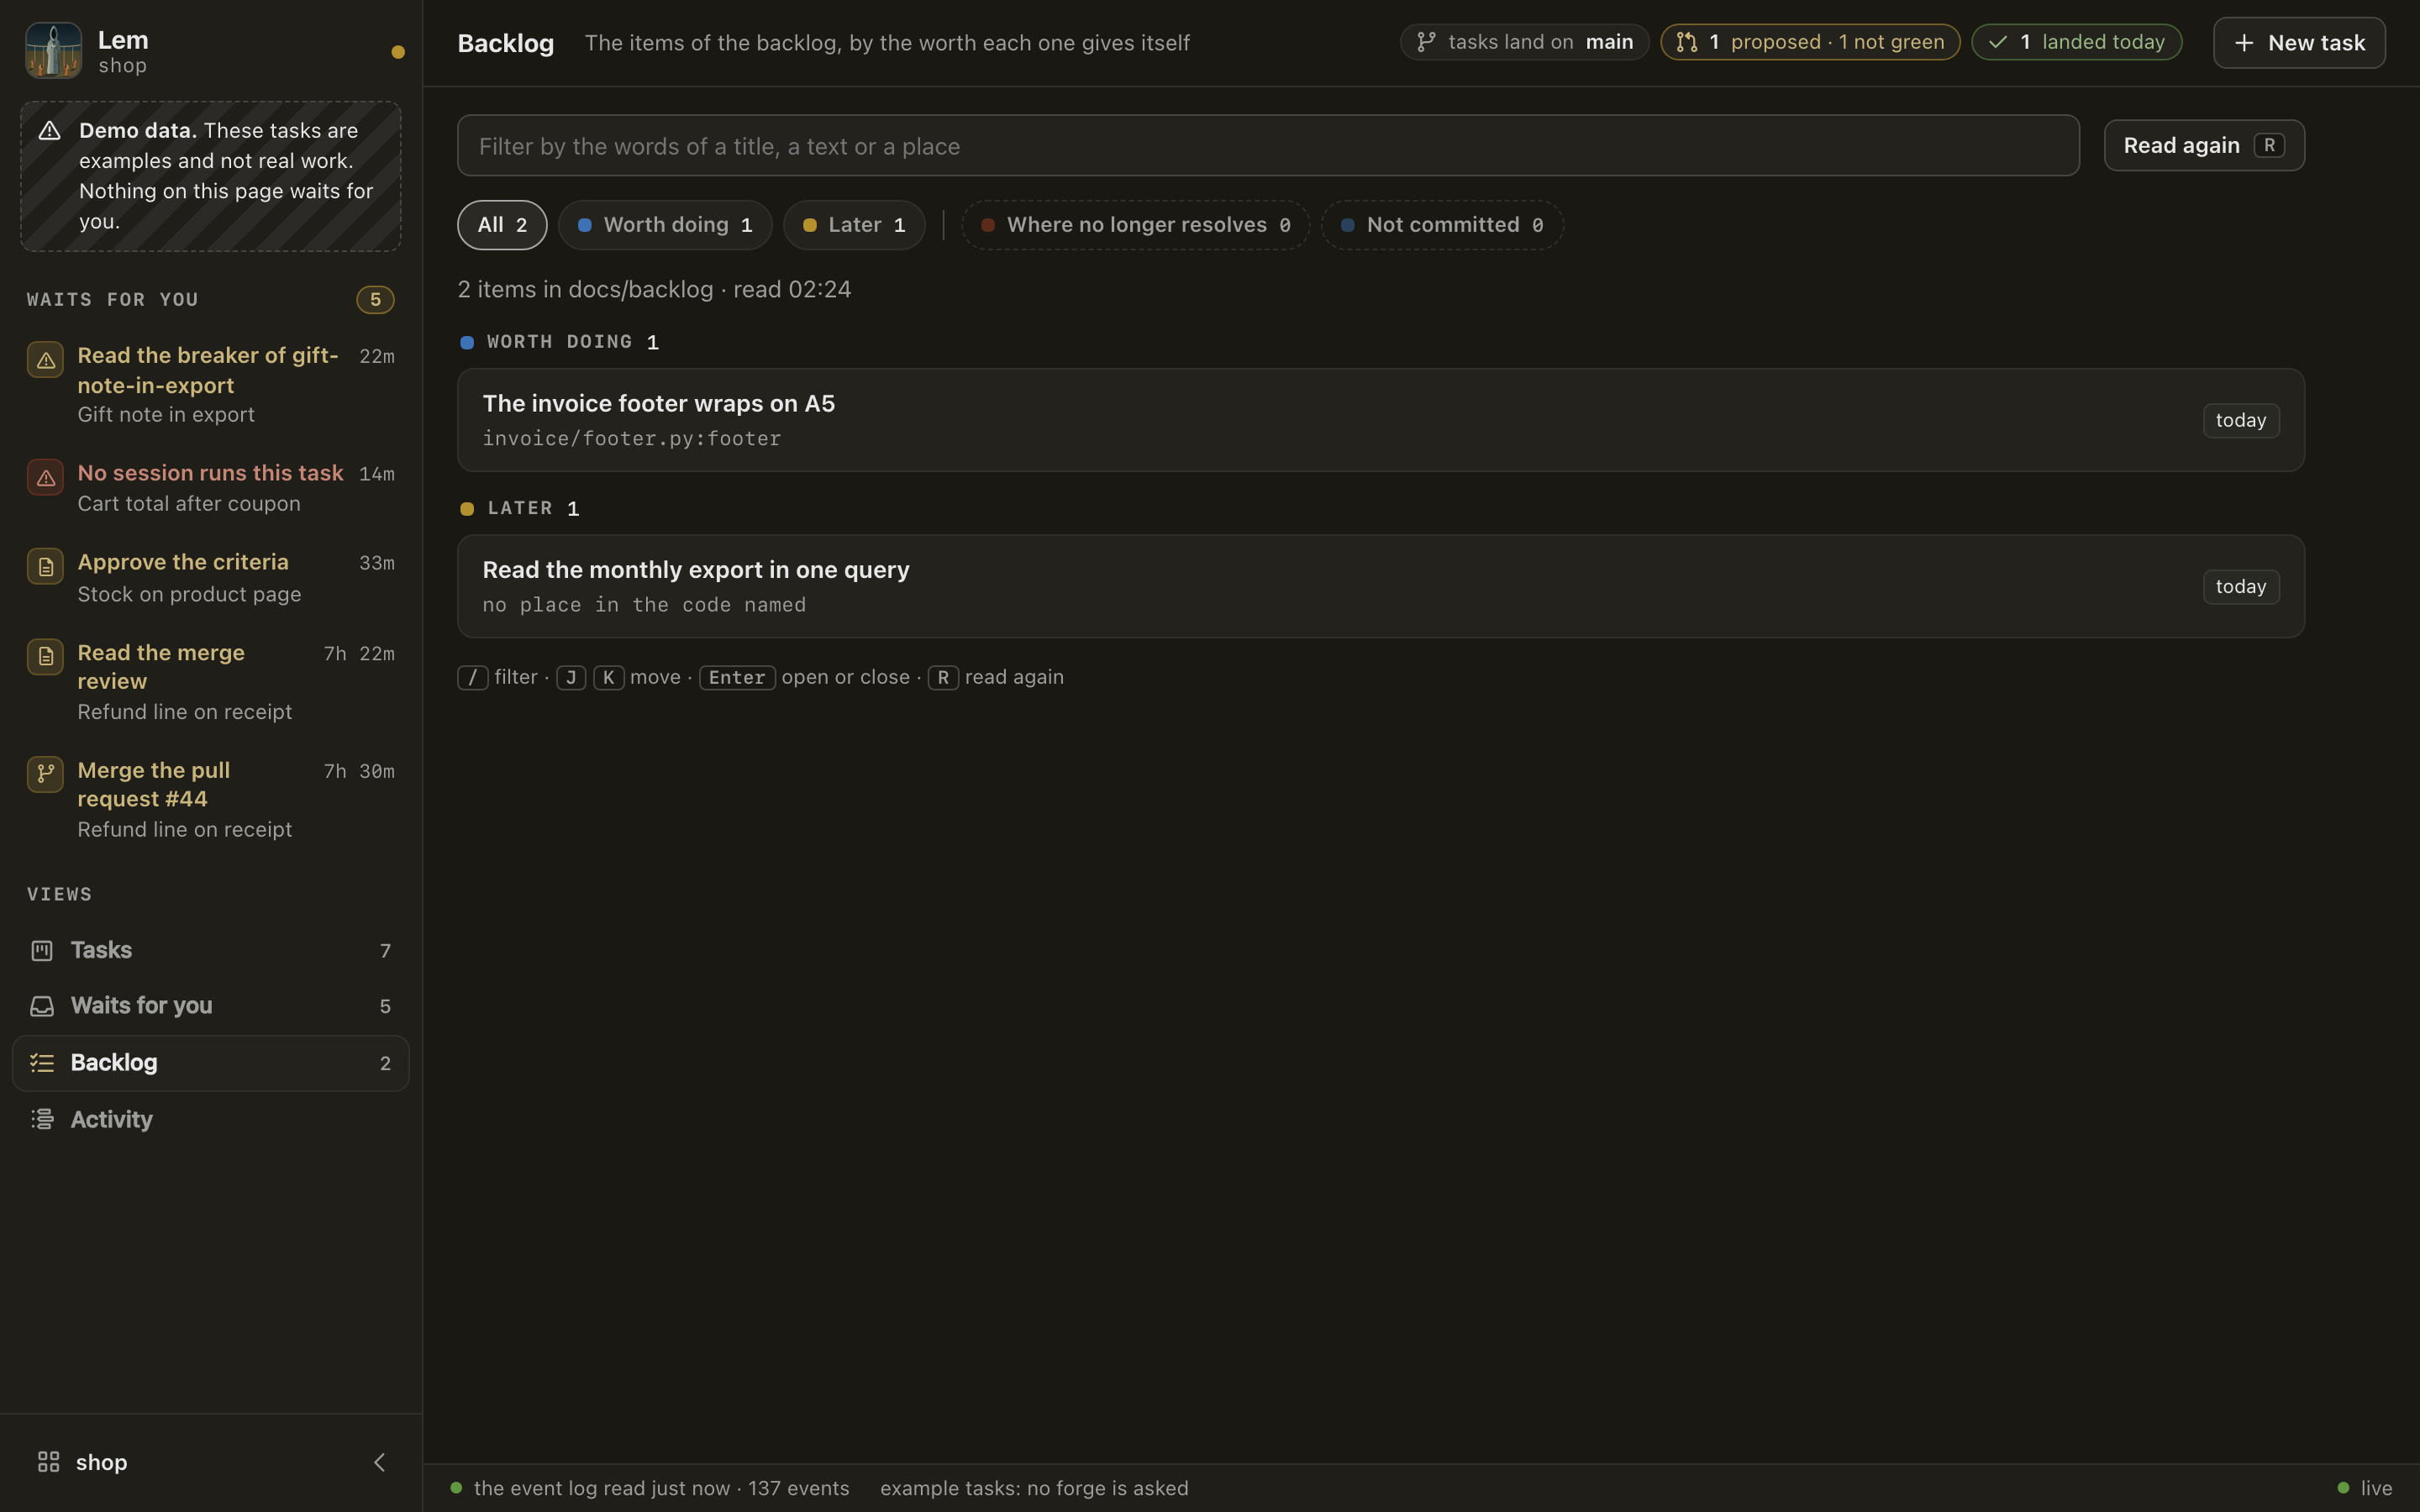 Lem
shop
Demo data. These tasks are
examples and not real work.
Nothing on this page waits for
you.
WAITS FOR YOU 5
Read the breaker of gift- 22m
note-in-export
Gift note in export
No session runs this task 14m
Cart total after coupon
Approve the criteria 33m
Stock on product page
Read the merge 7h 22m
review
Refund line on receipt
Merge the pull 7h 30m
request #44
Refund line on receipt
VIEWS
Tasks 7
Waits for you 5
Backlog 2
Activity
shop
Backlog The items of the backlog, by the worth each one gives itself
tasks land on main 1 proposed · 1 not green 1 landed today New task
Filter by the words of a title, a text or a place
Read again R
All 2 Worth doing 1 Later 1 Where no longer resolves 0 Not committed 0
2 items in docs/backlog · read 02:24
WORTH DOING 1
The invoice footer wraps on A5
invoice/footer.py:footer
today
LATER 1
Read the monthly export in one query
no place in the code named
today
/ filter · J K move · Enter open or close · R read again
the event log read just now · 137 events example tasks: no forge is asked
live